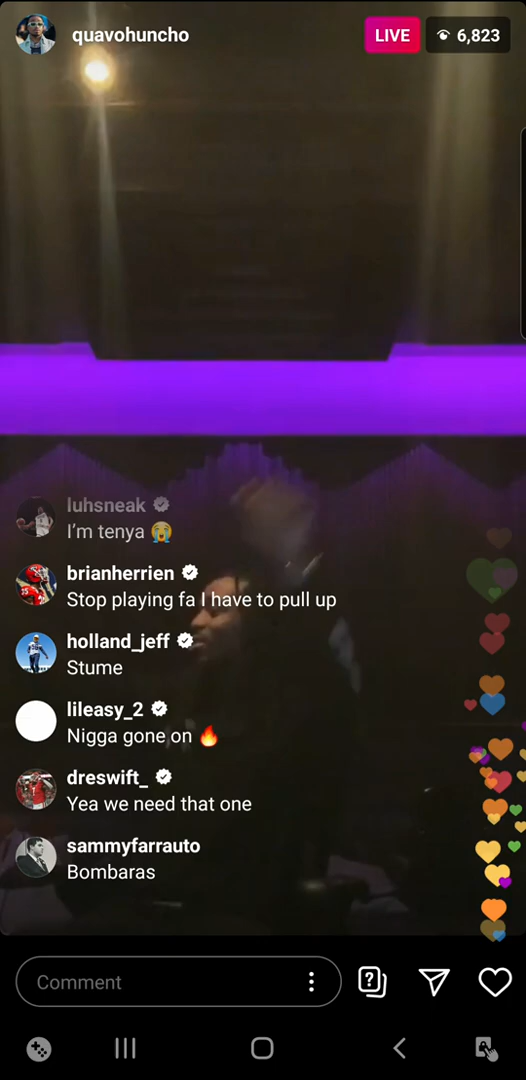 quavohuncho
LIVE
6,823
luhsneak
I'm tenya 😭
brianherrien
Stop playing fa I have to pull up
holland_jeff
Stume
lileasy_2
Nigga gone on 🔥
dreswift_
Yea we need that one
sammyfarrauto
Bombaras
Comment